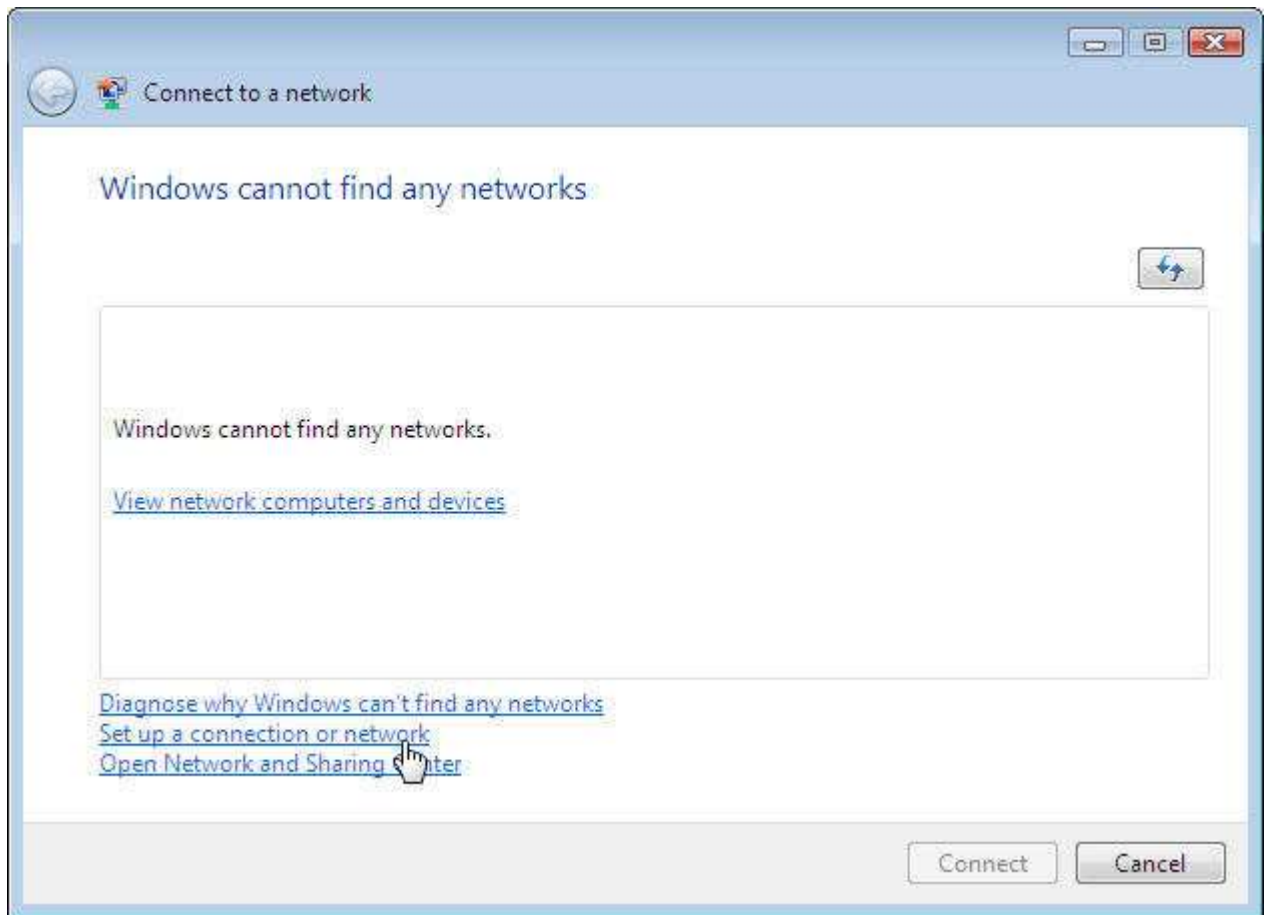 Connect to a network
Windows cannot find any networks
Windows cannot find any networks.
View network computers and devices
Diagnose why Windows can't find any networks
Set up a connection or network
Open Network and Sharing Center
Connect
Cancel